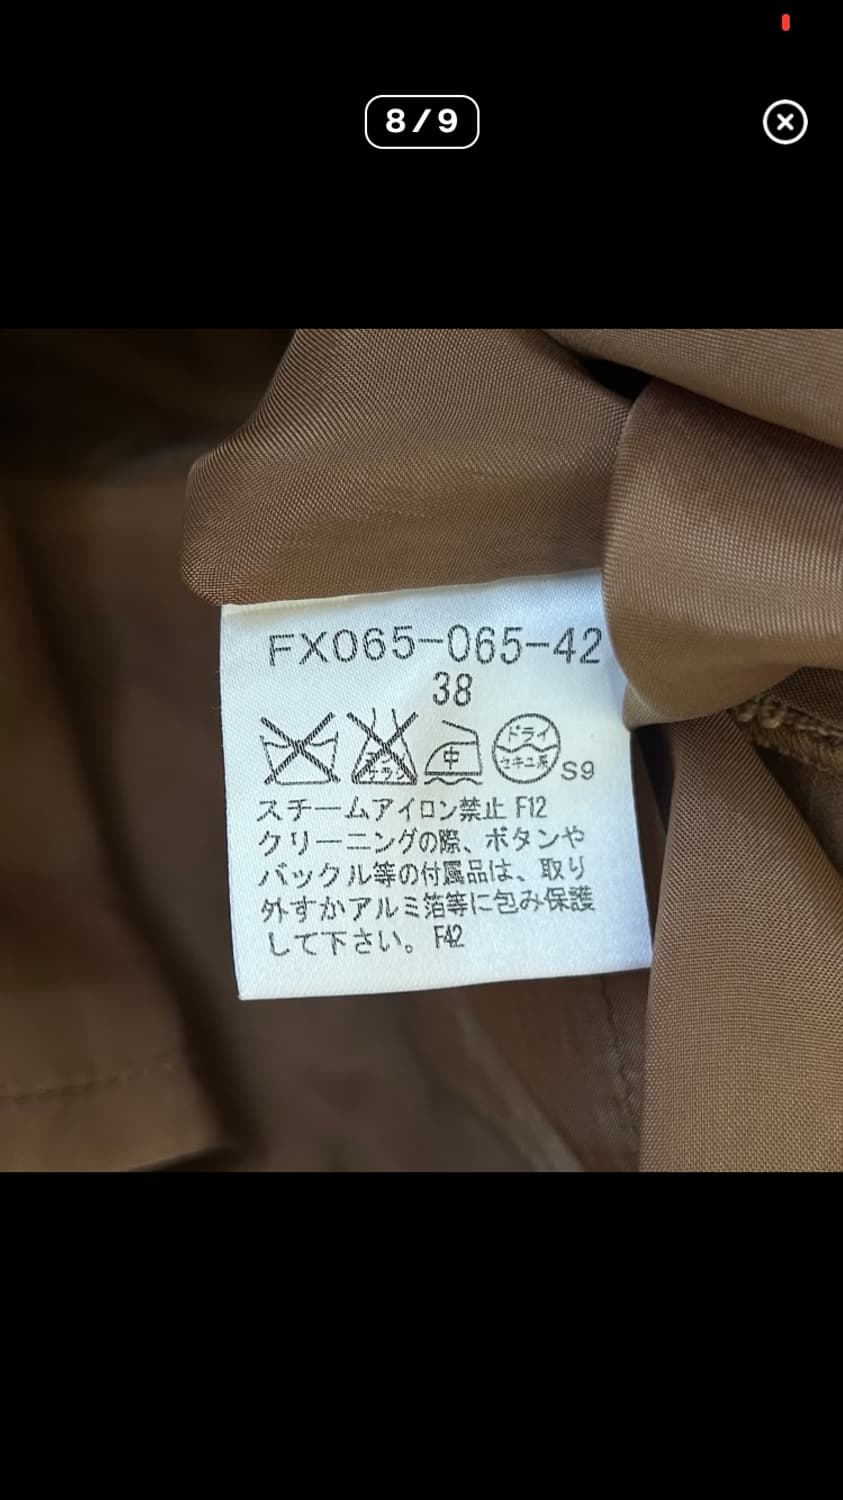 8/9
FX065-065-42
38
中
ドライ
セキユ系
S9
スチームアイロン禁止 F12
クリーニングの際、ボタンや
バックル等の付属品は、取り
外すかアルミ箔等に包み保護
して下さい。 F42